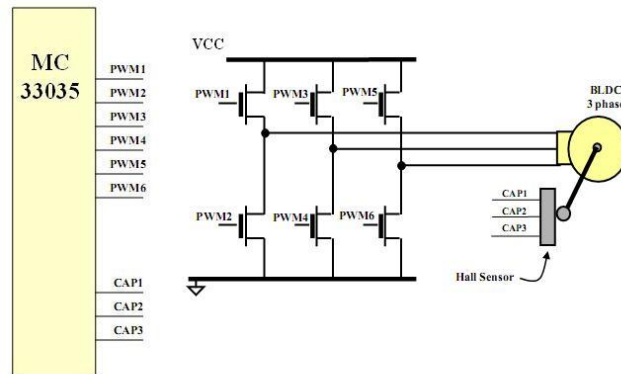 MC
33035
PWM1
PWM2
PWM3
PWM4
PWM5
PWM6
CAP1
CAP2
CAP3
VCC
PWM1
PWM3
PWM5
PWM2
PWM4
PWM6
BLDC
3 phase
CAP1
CAP2
CAP3
Hall Sensor